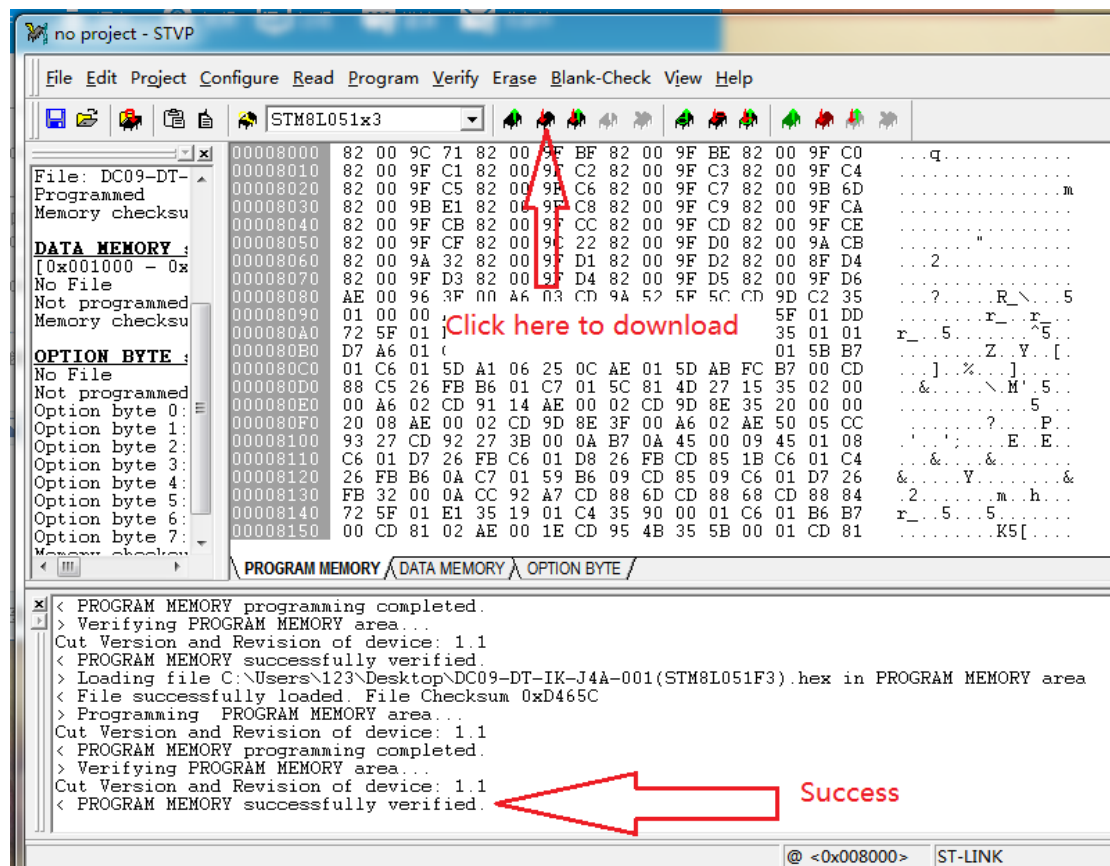 no project - STVP
File Edit Project Configure Read Program Verify Erase Blank-Check View Help
STM8L051x3
File: DC09-DT-
Programmed
Memory checksu
DATA MEMORY :
[0x001000 - 0x
No File
Not programmed
Memory checksu
OPTION BYTE :
No File
Not programmed
Option byte 0:
Option byte 1:
Option byte 2:
Option byte 3:
Option byte 4:
Option byte 5:
Option byte 6:
Option byte 7:
00008000 82 00 9C 71 82 00 9F BF 82 00 9F BE 82 00 9F C0 ...q............
00008010 82 00 9F C1 82 00 9F C2 82 00 9F C3 82 00 9F C4 ................
00008020 82 00 9F C5 82 00 9F C6 82 00 9F C7 82 00 9B 6D ...............m
00008030 82 00 9B E1 82 00 9F C8 82 00 9F C9 82 00 9F CA ................
00008040 82 00 9F CB 82 00 9F CC 82 00 9F CD 82 00 9F CE ................
00008050 82 00 9F CF 82 00 9C 22 82 00 9F D0 82 00 9A CB ......."........
00008060 82 00 9A 32 82 00 9F D1 82 00 9F D2 82 00 8F D4 ...2............
00008070 82 00 9F D3 82 00 9F D4 82 00 9F D5 82 00 9F D6 ................
00008080 AE 00 96 3F 00 A6 03 CD 9A 52 5F 5C CD 9D C2 35 ...?.....R_\...5
00008090 01 00 00 5F 01 DD .........r_..r_..
Click here to download
000080A0 72 5F 01 35 01 01 r_..5.......^5..
000080B0 D7 A6 01 01 5B B7 ........Z..Y..[.
000080C0 01 C6 01 5D A1 06 25 0C AE 01 5D AB FC B7 00 CD ...]..%...].....
000080D0 88 C5 26 FB B6 01 C7 01 5C 81 4D 27 15 35 02 00 ..&.....\.M'.5..
000080E0 00 A6 02 CD 91 14 AE 00 02 CD 9D 8E 35 20 00 00 ............5 ..
000080F0 20 08 AE 00 02 CD 9D 8E 3F 00 A6 02 AE 50 05 CC ........?....P..
00008100 93 27 CD 92 27 3B 00 0A B7 0A 45 00 09 45 01 08 .'..';....E..E..
00008110 C6 01 D7 26 FB C6 01 D8 26 FB CD 85 1B C6 01 C4 ...&....&.......
00008120 26 FB B6 0A C7 01 59 B6 09 CD 85 09 C6 01 D7 26 &.....Y........&
00008130 FB 32 00 0A CC 92 A7 CD 88 6D CD 88 68 CD 88 84 .2.......m..h...
00008140 72 5F 01 E1 35 19 01 C4 35 90 00 01 C6 01 B6 B7 r_..5...5.......
00008150 00 CD 81 02 AE 00 1E CD 95 4B 35 5B 00 01 CD 81 .........K5[....
PROGRAM MEMORY DATA MEMORY OPTION BYTE
< PROGRAM MEMORY programming completed.
> Verifying PROGRAM MEMORY area...
Cut Version and Revision of device: 1.1
< PROGRAM MEMORY successfully verified.
> Loading file C:\Users\123\Desktop\DC09-DT-IK-J4A-001(STM8L051F3).hex in PROGRAM MEMORY area
< File successfully loaded. File Checksum 0xD465C
> Programming PROGRAM MEMORY area...
Cut Version and Revision of device: 1.1
< PROGRAM MEMORY programming completed.
> Verifying PROGRAM MEMORY area...
Cut Version and Revision of device: 1.1
< PROGRAM MEMORY successfully verified.
Success
@ <0x008000> ST-LINK